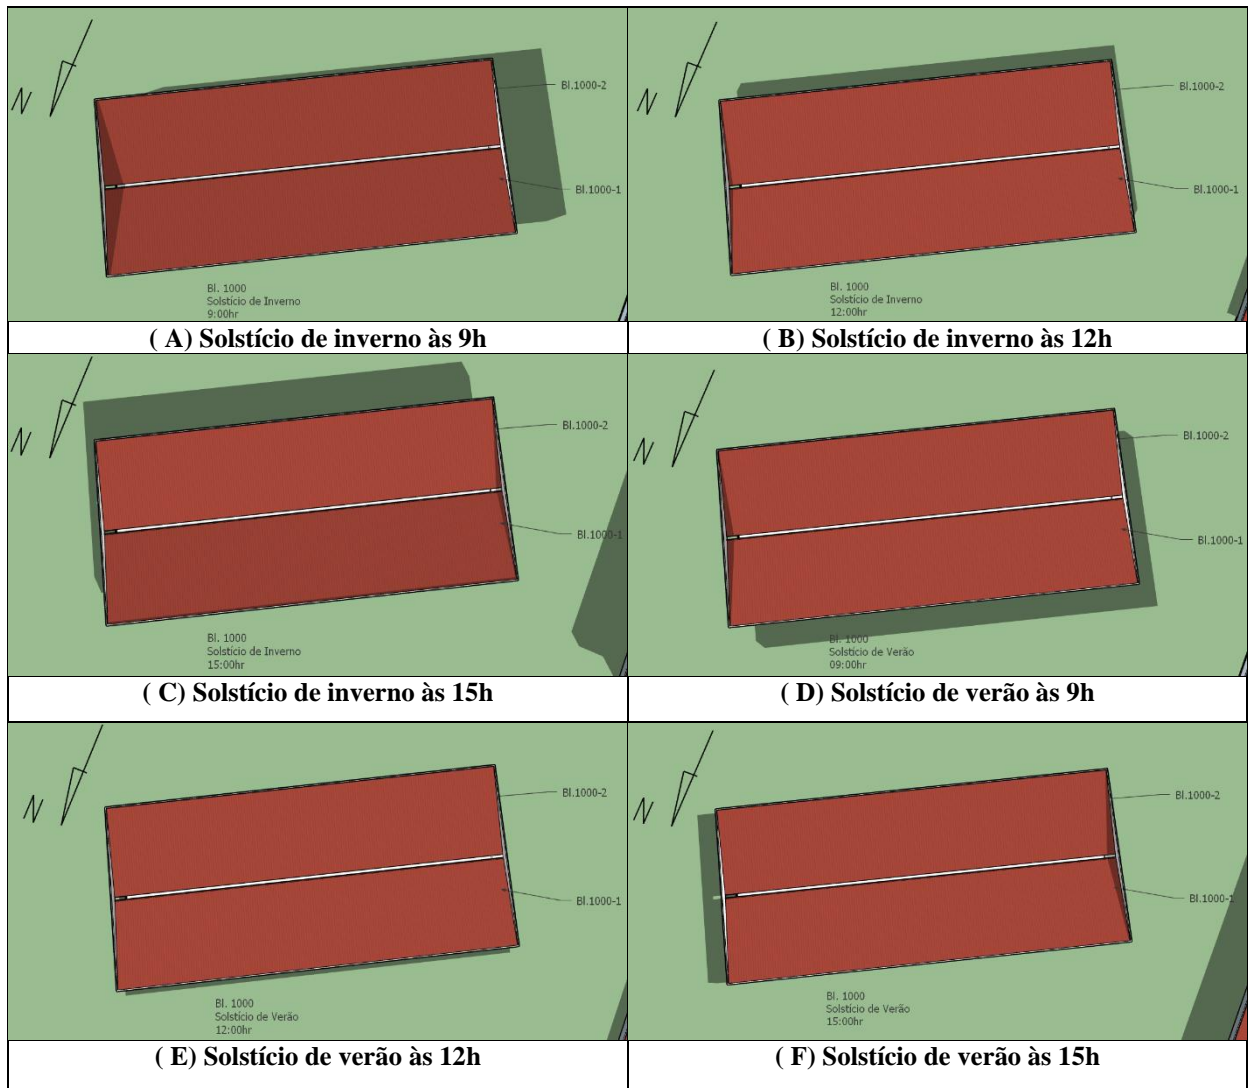 N
Bl.1000-2
Bl.1000-1
Bl. 1000
Solstício de Inverno
9:00hr
( A) Solstício de inverno às 9h
N
Bl.1000-2
Bl.1000-1
Bl. 1000
Solstício de Inverno
12:00hr
( B) Solstício de inverno às 12h
N
Bl.1000-2
Bl.1000-1
Bl. 1000
Solstício de Inverno
15:00hr
( C) Solstício de inverno às 15h
N
Bl.1000-2
Bl.1000-1
Bl. 1000
Solstício de Verão
09:00hr
( D) Solstício de verão às 9h
N
Bl.1000-2
Bl.1000-1
Bl. 1000
Solstício de Verão
12:00hr
( E) Solstício de verão às 12h
N
Bl.1000-2
Bl.1000-1
Bl. 1000
Solstício de Verão
15:00hr
( F) Solstício de verão às 15h